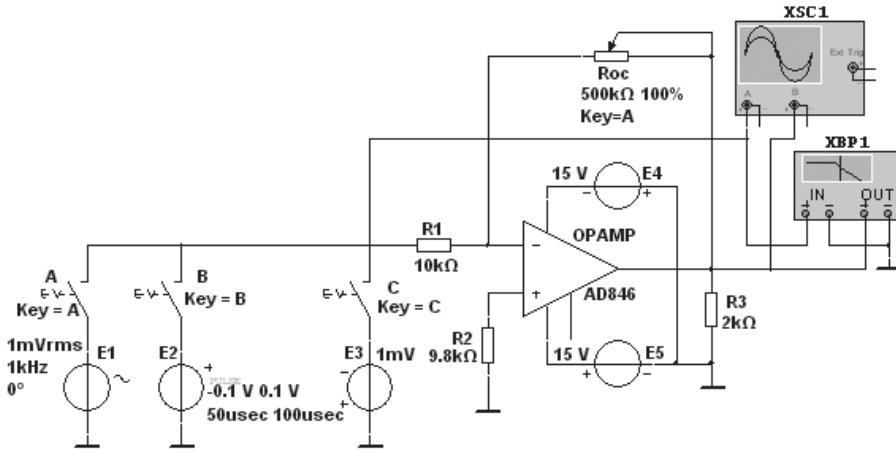 XSC1
Ext Trig
A
B
Roc
500kΩ 100%
Key=A
XBP1
IN
OUT
15 V
E4
OPAMP
R1
10kΩ
AD846
A
Key = A
B
Key = B
C
Key = C
R3
2kΩ
R2
9.8kΩ
15 V
E5
1mVrms
1kHz
0°
E1
E2
PULSE
-0.1 V 0.1 V
50usec 100usec
E3
1mV